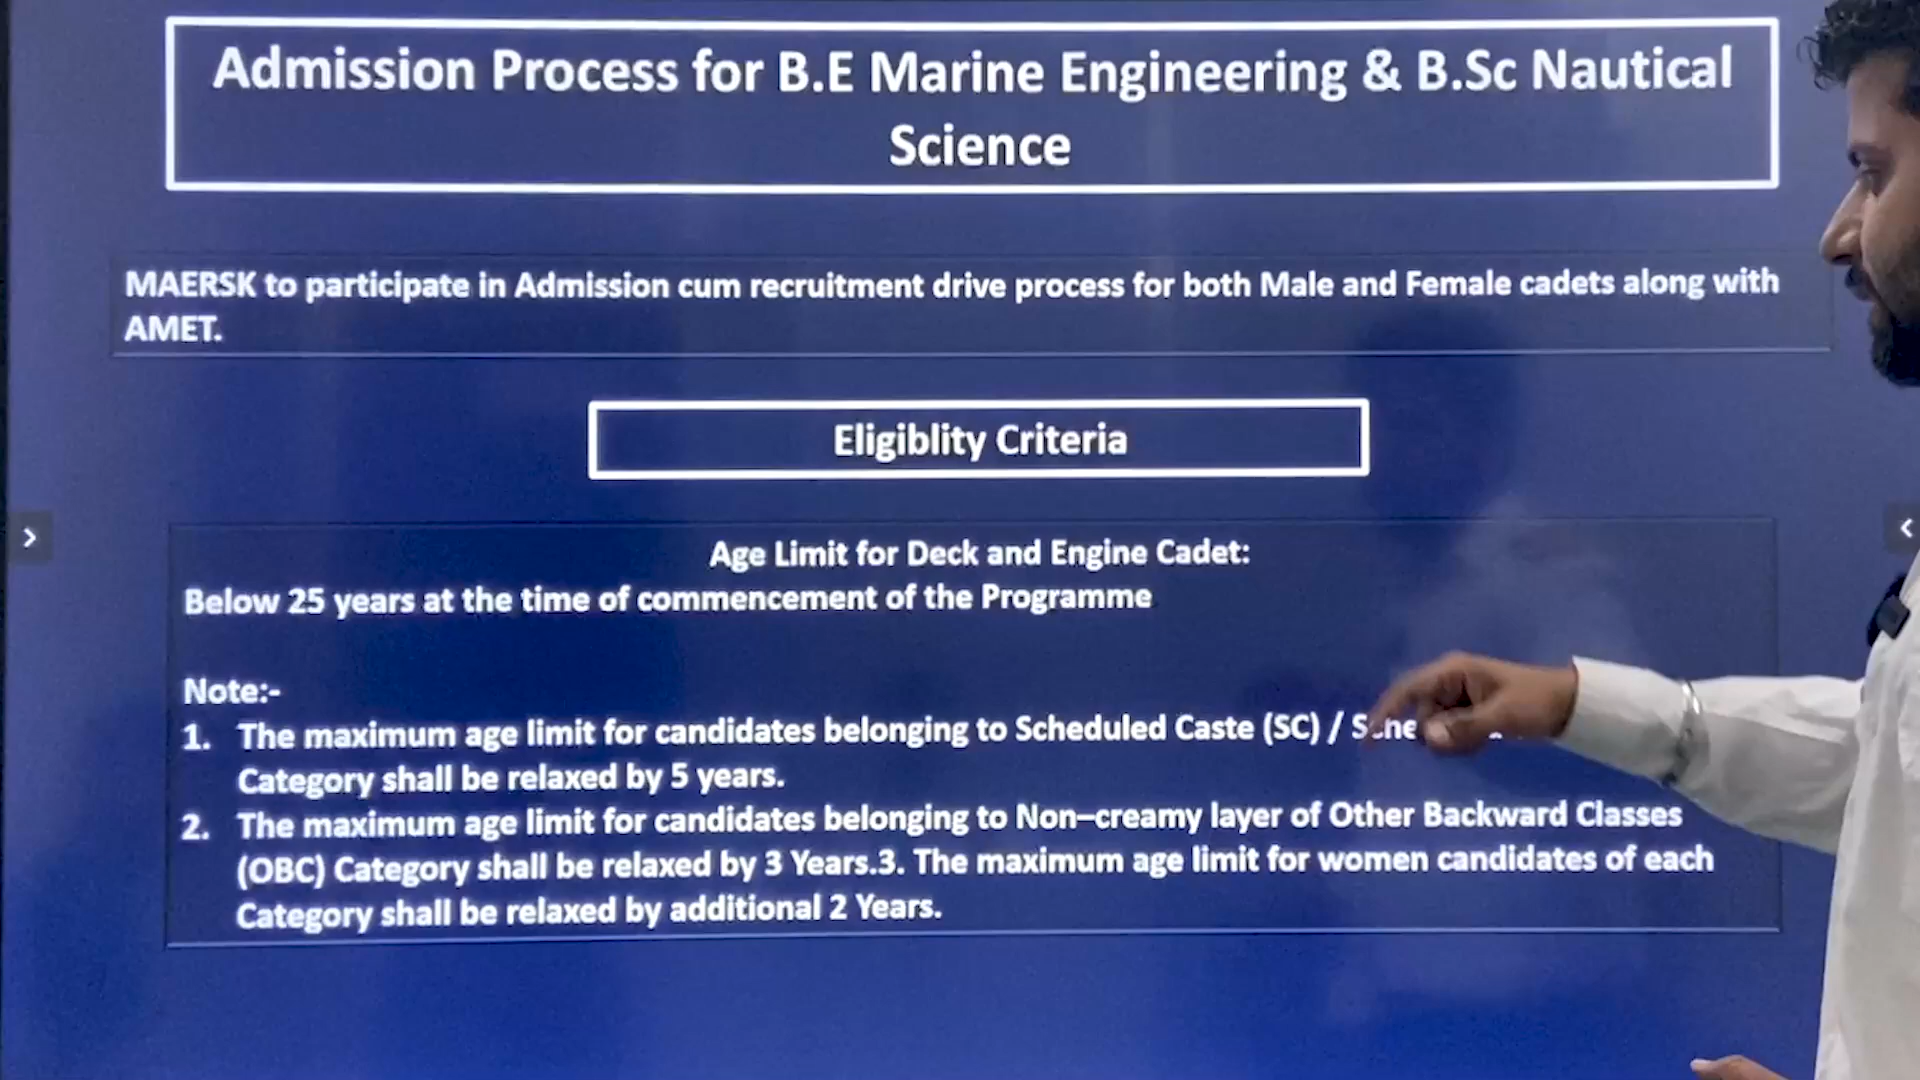 Admission Process for B.E Marine Engineering & B.Sc Nautical
Science
MAERSK to participate in Admission cum recruitment drive process for both Male and Female cadets along with
AMET.
Eligiblity Criteria
Age Limit for Deck and Engine Cadet:
Below 25 years at the time of commencement of the Programme
Note:-
1. The maximum age limit for candidates belonging to Scheduled Caste (SC) /
Category shall be relaxed by 5 years.
2. The maximum age limit for candidates belonging to Non–creamy layer of Other Backward Classes
(OBC) Category shall be relaxed by 3 Years.3. The maximum age limit for women candidates of each
Category shall be relaxed by additional 2 Years.